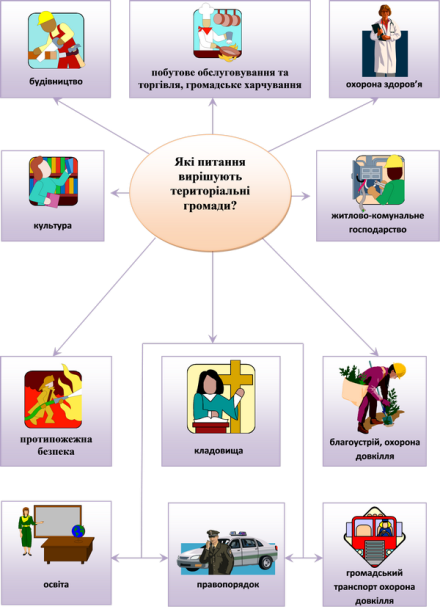 будівництво
побутове обслуговування та
торгівля, громадське харчування
охорона здоров’я
Які питання
вирішують
територіальні
громади?
культура
житлово-комунальне
господарство
протипожежна
безпека
кладовища
благоустрій, охорона
довкілля
освіта
правопорядок
громадський
транспорт охорона
довкілля